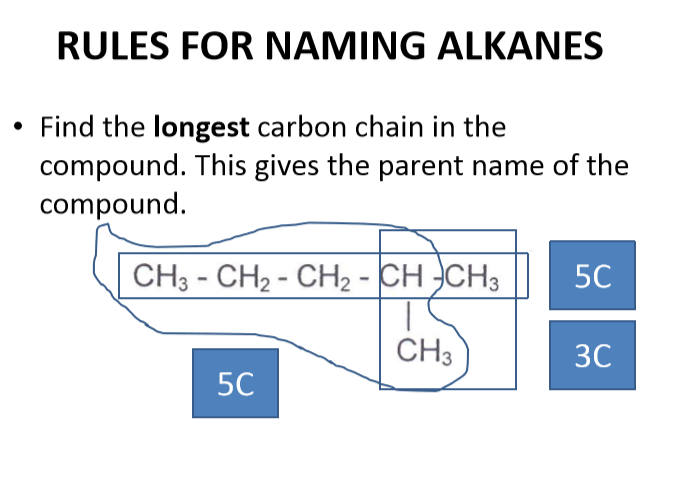 RULES FOR NAMING ALKANES
• Find the longest carbon chain in the
compound. This gives the parent name of the
compound.
CH₃ - CH₂ - CH₂ - CH -CH₃
|
CH₃
5C
3C
5C